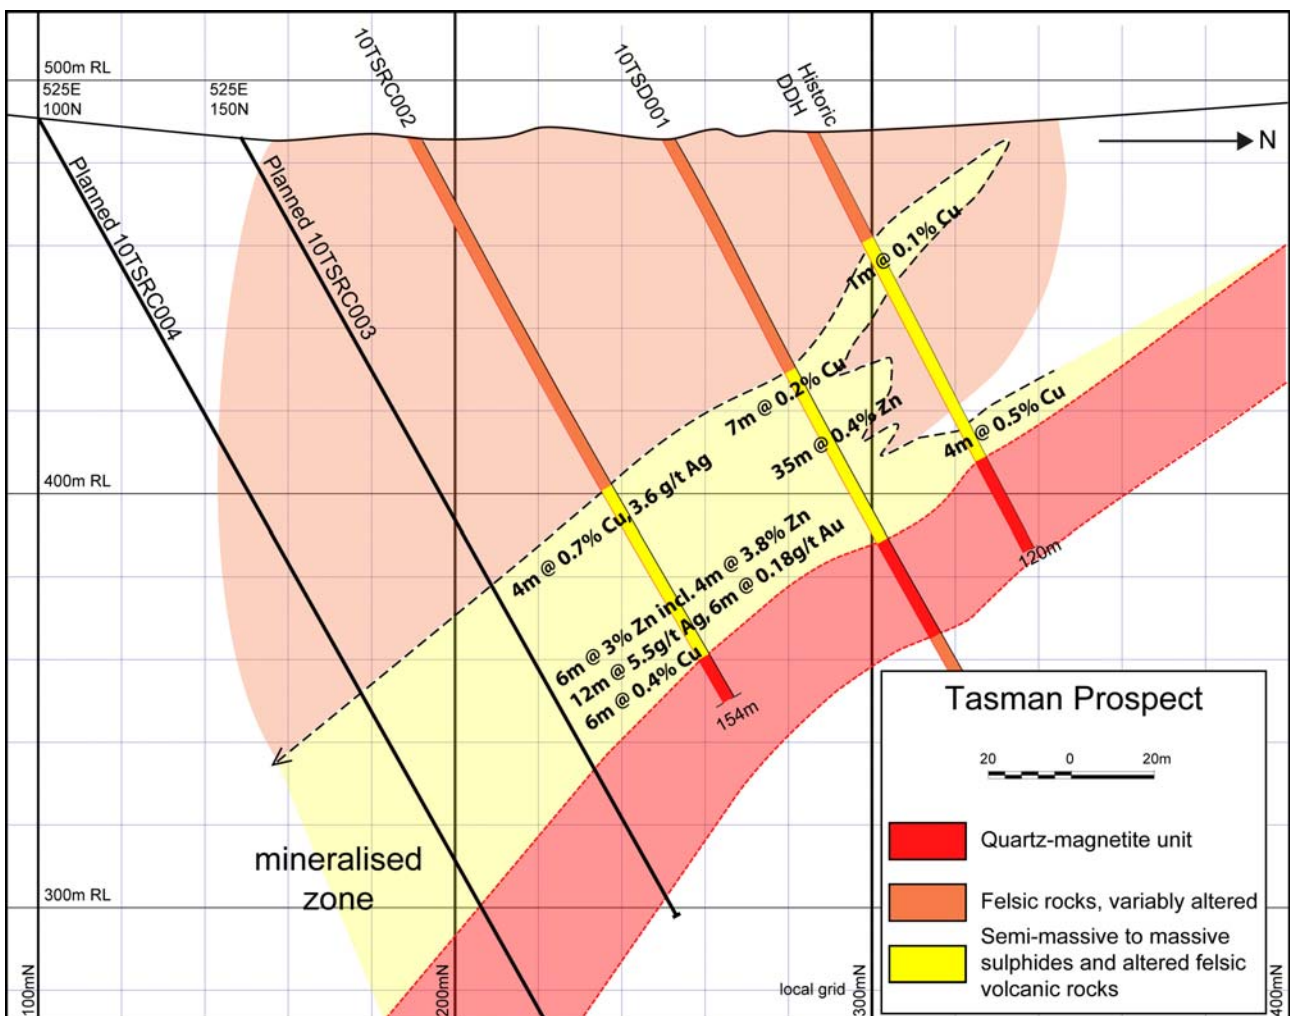 500m RL
525E
100N
525E
150N
10TSRC002
10TSD001
Historic
DDH
N
Planned 10TSRC004
Planned 10TSRC003
1m @ 0.1% Cu
7m @ 0.2% Cu
35m @ 0.4% Zn
4m @ 0.5% Cu
400m RL
4m @ 0.7% Cu, 3.6 g/t Ag
6m @ 3% Zn incl. 4m @ 3.8% Zn
12m @ 5.5g/t Ag, 6m @ 0.18g/t Au
6m @ 0.4% Cu
120m
154m
mineralised
zone
300m RL
100mN
200mN
local grid
300mN
400mN
Tasman Prospect
20 0 20m
Quartz-magnetite unit
Felsic rocks, variably altered
Semi-massive to massive
sulphides and altered felsic
volcanic rocks